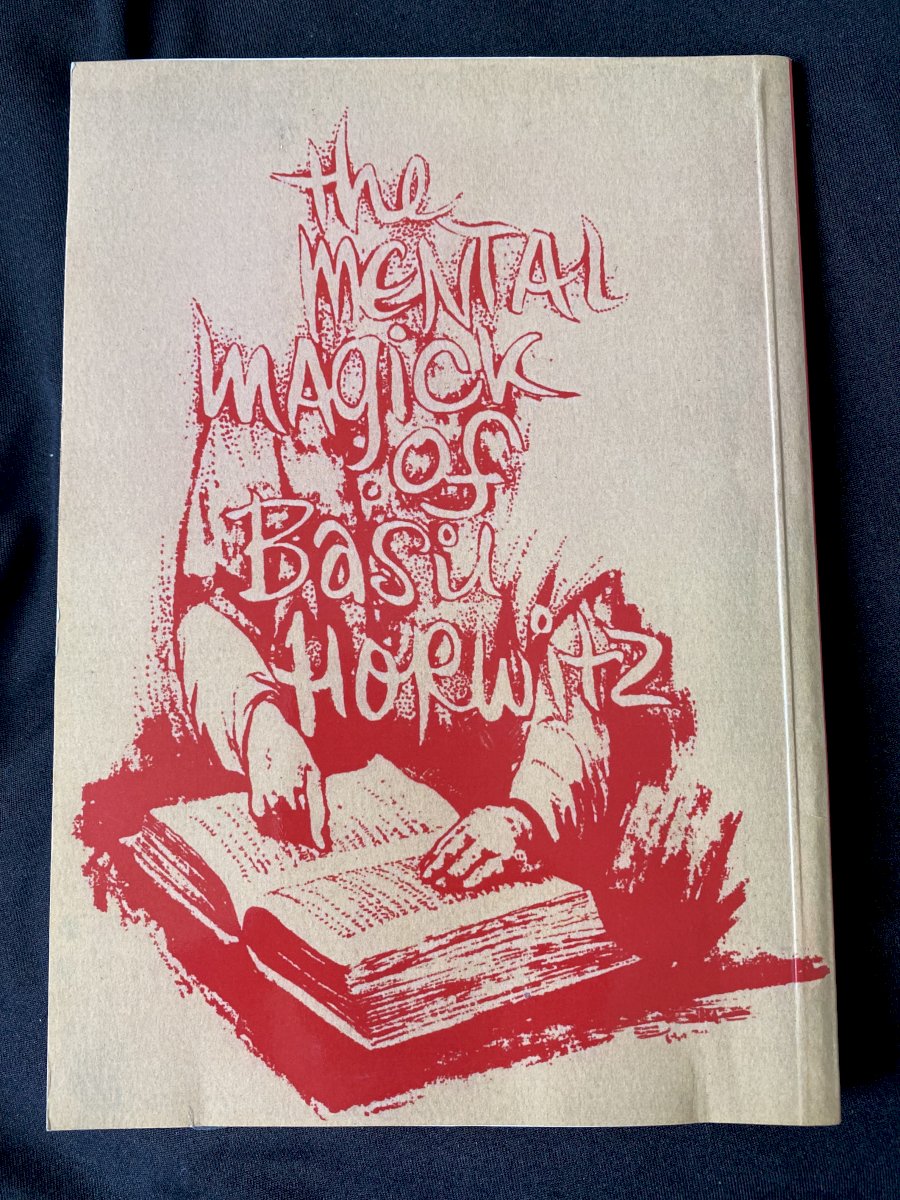 the
MENTAL
MAgick
of
Basil
HORWitz